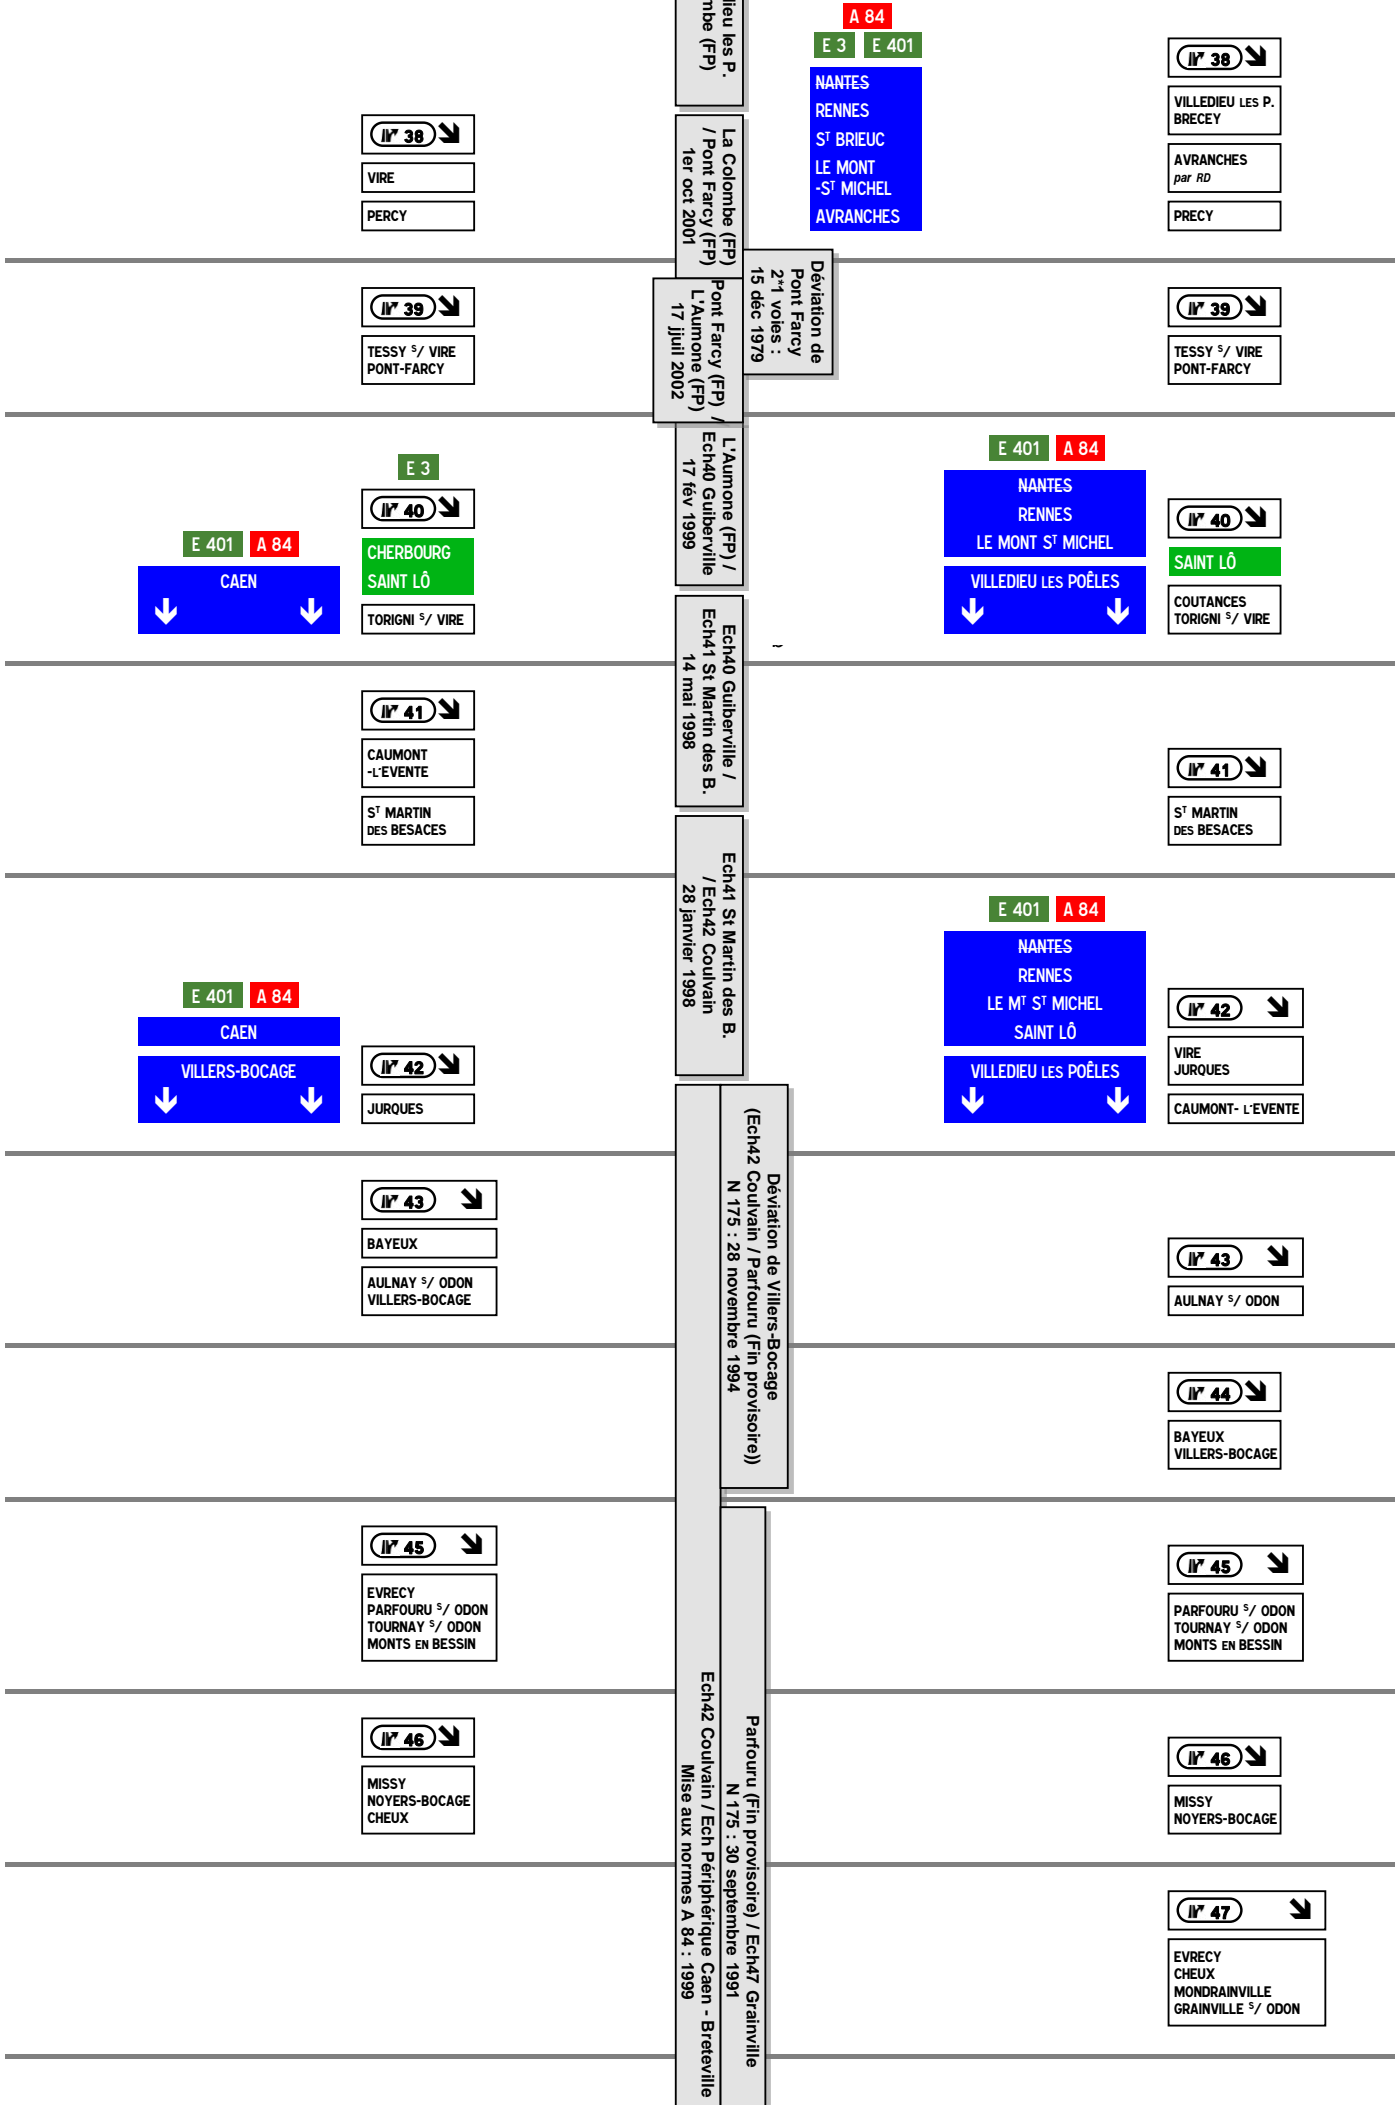 lieu les P.
mbe (FP)
A 84
E 3 E 401
NANTES
RENNES
Sᵀ BRIEUC
LE MONT
-Sᵀ MICHEL
AVRANCHES
38
VILLEDIEU LES P.
BRECEY
AVRANCHES
par RD
PRECY
38
VIRE
PERCY
La Colombe (FP)
/ Pont Farcy (FP)
1er oct 2001
Déviation de
Pont Farcy
2*1 voies :
15 déc 1979
39
TESSY ˢ/ VIRE
PONT-FARCY
Pont Farcy (FP) /
L'Aumone (FP)
17 jjuil 2002
39
TESSY ˢ/ VIRE
PONT-FARCY
E 3
40
CHERBOURG
SAINT LÔ
TORIGNI ˢ/ VIRE
E 401 A 84
CAEN
L'Aumone (FP) /
Ech40 Guiberville
17 fév 1999
E 401 A 84
NANTES
RENNES
LE MONT Sᵀ MICHEL
VILLEDIEU LES POÊLES
40
SAINT LÔ
COUTANCES
TORIGNI ˢ/ VIRE
Ech40 Guiberville /
Ech41 St Martin des B.
14 mai 1998
41
CAUMONT
-L'EVENTE
Sᵀ MARTIN
DES BESACES
41
Sᵀ MARTIN
DES BESACES
Ech41 St Martin des B.
/ Ech42 Coulvain
28 janvier 1998
E 401 A 84
CAEN
VILLERS-BOCAGE
42
JURQUES
E 401 A 84
NANTES
RENNES
LE Mᵀ Sᵀ MICHEL
SAINT LÔ
VILLEDIEU LES POÊLES
42
VIRE
JURQUES
CAUMONT- L'EVENTE
Déviation de Villers-Bocage
(Ech42 Coulvain / Parfouru (Fin provisoire))
N 175 : 28 novembre 1994
43
BAYEUX
AULNAY ˢ/ ODON
VILLERS-BOCAGE
43
AULNAY ˢ/ ODON
44
BAYEUX
VILLERS-BOCAGE
45
EVRECY
PARFOURU ˢ/ ODON
TOURNAY ˢ/ ODON
MONTS EN BESSIN
45
PARFOURU ˢ/ ODON
TOURNAY ˢ/ ODON
MONTS EN BESSIN
Parfouru (Fin provisoire) / Ech47 Grainville
N 175 : 30 septembre 1991
Ech42 Coulvain / Ech Périphérique Caen - Breteville
Mise aux normes A 84 : 1999
46
MISSY
NOYERS-BOCAGE
CHEUX
46
MISSY
NOYERS-BOCAGE
47
EVRECY
CHEUX
MONDRAINVILLE
GRAINVILLE ˢ/ ODON